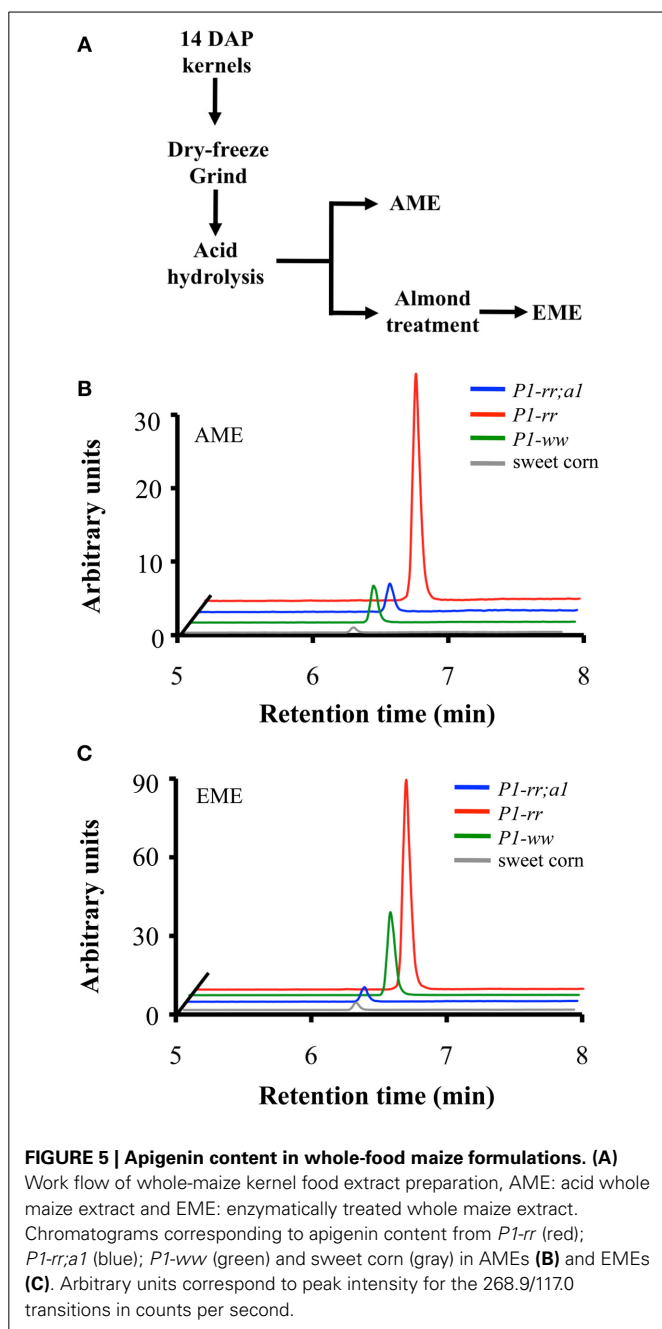 A
14 DAP
kernels
Dry-freeze
Grind
Acid
hydrolysis
AME
Almond
treatment
EME
B
AME
P1-rr;a1
P1-rr
P1-ww
sweet corn
30
20
10
0
Arbitrary units
5 6 7 8
Retention time (min)
C
EME
P1-rr;a1
P1-rr
P1-ww
sweet corn
90
60
30
0
Arbitrary units
5 6 7 8
Retention time (min)
FIGURE 5 | Apigenin content in whole-food maize formulations. (A)
Work flow of whole-maize kernel food extract preparation, AME: acid whole
maize extract and EME: enzymatically treated whole maize extract.
Chromatograms corresponding to apigenin content from P1-rr (red);
P1-rr;a1 (blue); P1-ww (green) and sweet corn (gray) in AMEs (B) and EMEs
(C). Arbitrary units correspond to peak intensity for the 268.9/117.0
transitions in counts per second.